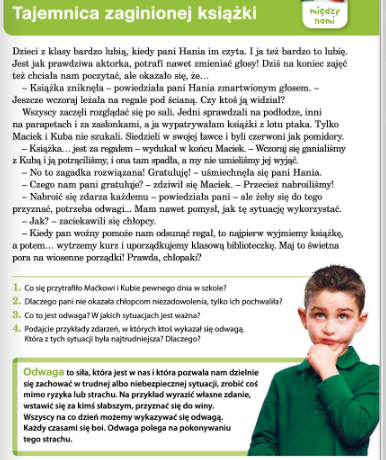 Tajemnica zaginionej książki
między
nami
Dzieci z klasy bardzo lubią, kiedy pani Hania im czyta. I ja też bardzo to lubię.
Jest jak prawdziwa aktorka, potrafi nawet zmieniać głosy! Dziś na koniec zajęć
też chciała nam poczytać, ale okazało się, że…
– Książka zniknęła – powiedziała pani Hania zmartwionym głosem. –
Jeszcze wczoraj leżała na regale pod ścianą. Czy ktoś ją widział?
Wszyscy zaczęli rozglądać się po sali. Jedni sprawdzali na podłodze, inni
na parapetach i za zasłonkami, a ja wypatrywałam książki z lotu ptaka. Tylko
Maciek i Kuba nie szukali. Siedzieli w swojej ławce i byli czerwoni jak pomidory.
– Książka… jest za regałem – wydukał w końcu Maciek. – Wczoraj się ganialiśmy
z Kubą i ją potrąciliśmy, i ona tam spadła, a my nie umieliśmy jej wyjąć.
– No to zagadka rozwiązana! Gratuluję! – uśmiechnęła się pani Hania.
– Czego nam pani gratuluje? – zdziwił się Maciek. – Przecież nabroiliśmy!
– Nabroić się zdarza każdemu – powiedziała pani – ale żeby się do tego
przyznać, potrzeba odwagi... Mam nawet pomysł, jak tę sytuację wykorzystać.
– Jak? – zaciekawili się chłopcy.
– Kiedy pan woźny pomoże nam odsunąć regał, to najpierw wyjmiemy książkę,
a potem… wytrzemy kurz i uporządkujemy klasową biblioteczkę. Maj to świetna
pora na wiosenne porządki! Prawda, chłopaki?
1. Co się przytrafiło Maćkowi i Kubie pewnego dnia w szkole?
2. Dlaczego pani nie okazała chłopcom niezadowolenia, tylko ich pochwaliła?
3. Co to jest odwaga? W jakich sytuacjach jest ważna?
4. Podajcie przykłady zdarzeń, w których ktoś wykazał się odwagą.
Która z tych sytuacji była najtrudniejsza? Dlaczego?
Odwaga to siła, która jest w nas i która pozwala nam dzielnie
się zachować w trudnej albo niebezpiecznej sytuacji, zrobić coś
mimo ryzyka lub strachu. Na przykład wyrazić własne zdanie,
wstawić się za kimś słabszym, przyznać się do winy.
Wszyscy na co dzień możemy wykazywać się odwagą.
Każdy czasami się boi. Odwaga polega na pokonywaniu
tego strachu.